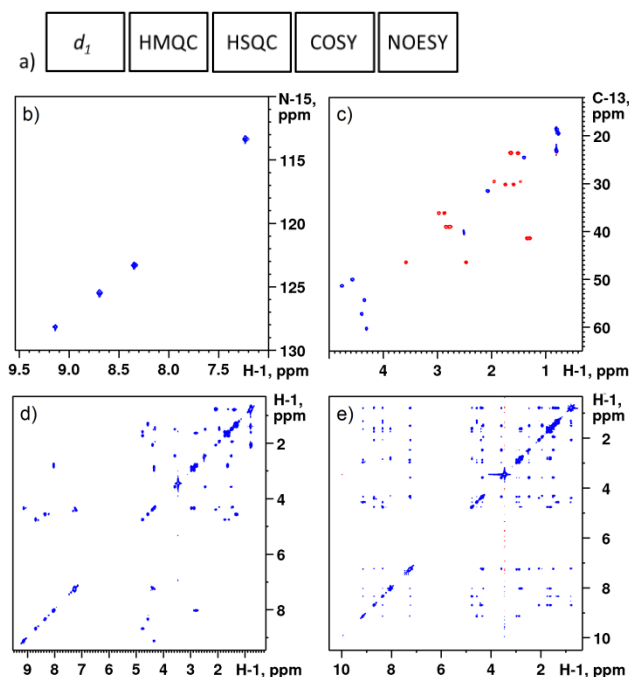 a) d₁ HMQC HSQC COSY NOESY
b) N-15, ppm
115
120
125
130
9.5 9.0 8.5 8.0 7.5 H-1, ppm
c) C-13, ppm
20
30
40
50
60
4 3 2 1 H-1, ppm
d) H-1, ppm
2
4
6
8
9 8 7 6 5 4 3 2 H-1, ppm
e) H-1, ppm
2
4
6
8
10
10 8 6 4 2 H-1, ppm